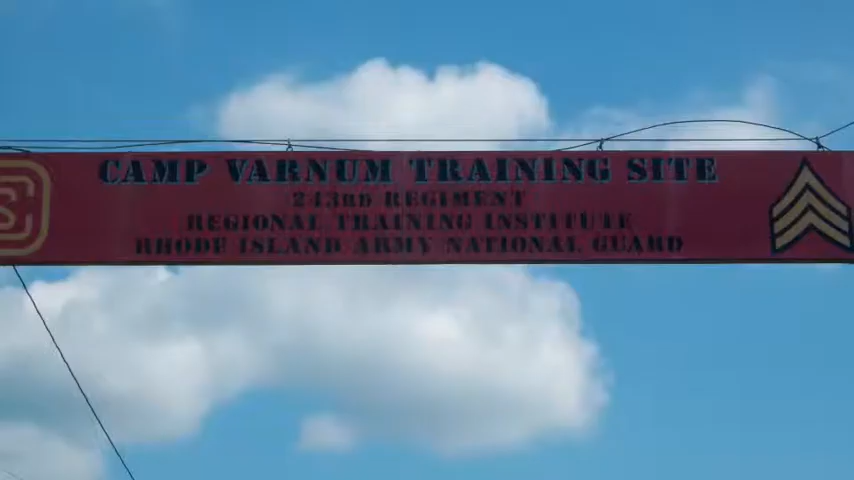 CAMP VARNUM TRAINING SITE
243RD REGIMENT
REGIONAL TRAINING INSTITUTE
RHODE ISLAND ARMY NATIONAL GUARD